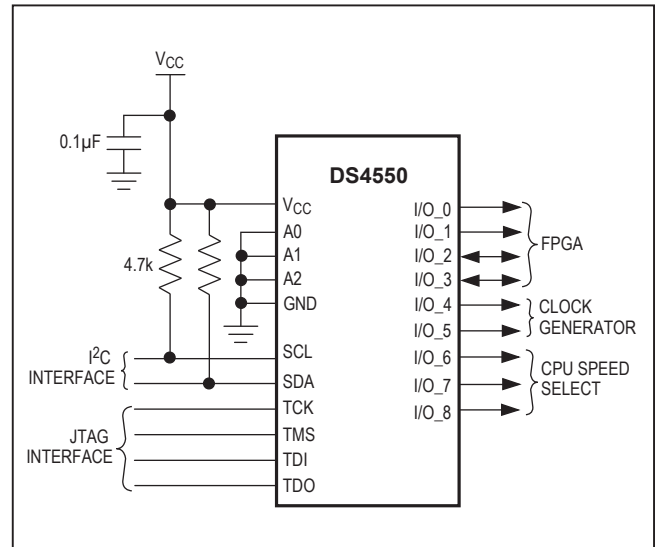 VCC
0.1µF
DS4550
VCC
A0
A1
A2
GND
4.7k
SCL
SDA
TCK
TMS
TDI
TDO
I²C
INTERFACE
JTAG
INTERFACE
I/O_0
I/O_1
I/O_2
I/O_3
I/O_4
I/O_5
I/O_6
I/O_7
I/O_8
FPGA
CLOCK
GENERATOR
CPU SPEED
SELECT